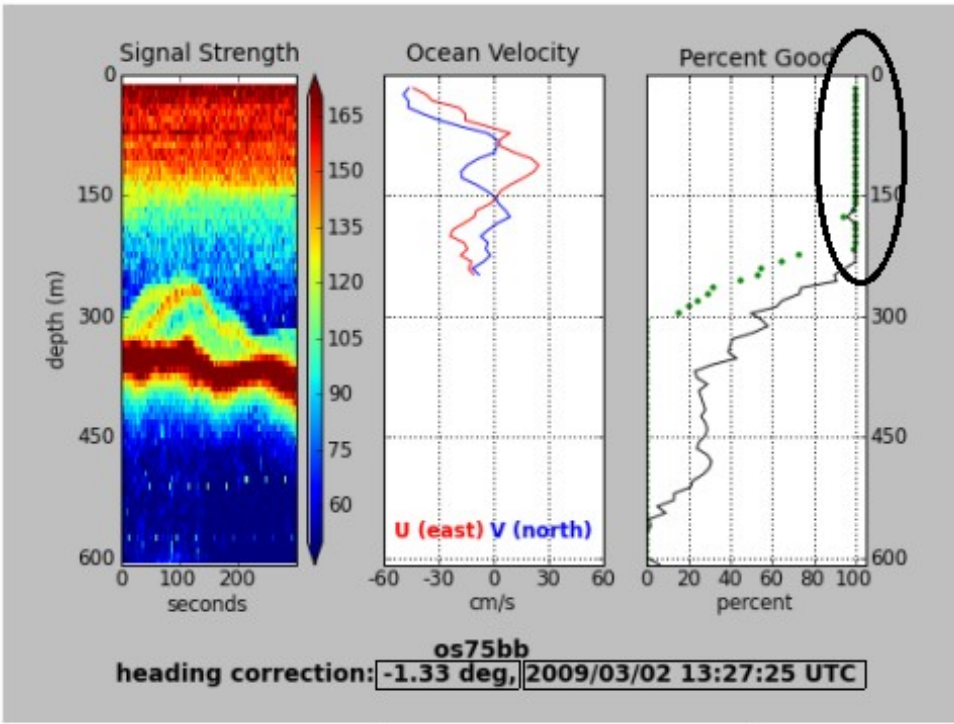 Signal Strength
Ocean Velocity
Percent Good
0
150
300
450
600
depth (m)
0 100 200
seconds
165
150
135
120
105
90
75
60
U (east) V (north)
-60 -30 0 30 60
cm/s
0
150
300
450
600
0 20 40 60 80 100
percent
os75bb
heading correction: -1.33 deg, 2009/03/02 13:27:25 UTC